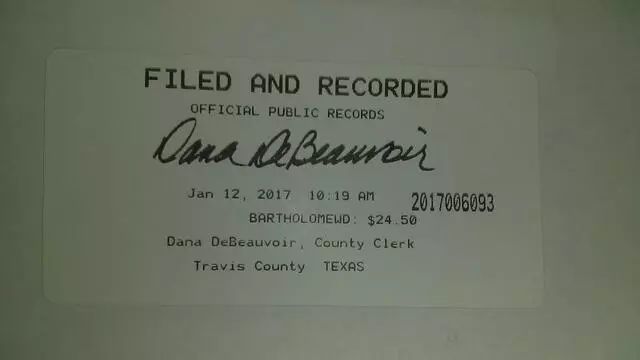 FILED AND RECORDED
OFFICIAL PUBLIC RECORDS
Dana DeBeauvoir
Jan 12, 2017 10:19 AM 2017006093
BARTHOLOMEWD: $24.50
Dana DeBeauvoir, County Clerk
Travis County TEXAS